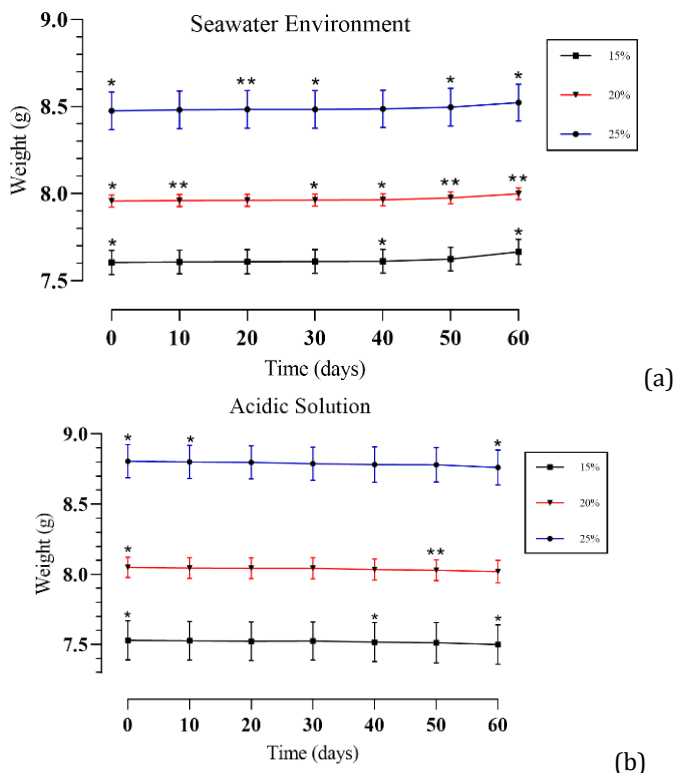 Seawater Environment
9.0
8.5
8.0
7.5
Weight (g)
* ** * * *
* ** * * ** **
* * *
15%
20%
25%
0 10 20 30 40 50 60
Time (days)
(a)
Acidic Solution
9.0
8.5
8.0
7.5
Weight (g)
* * *
* **
* * *
15%
20%
25%
0 10 20 30 40 50 60
Time (days)
(b)